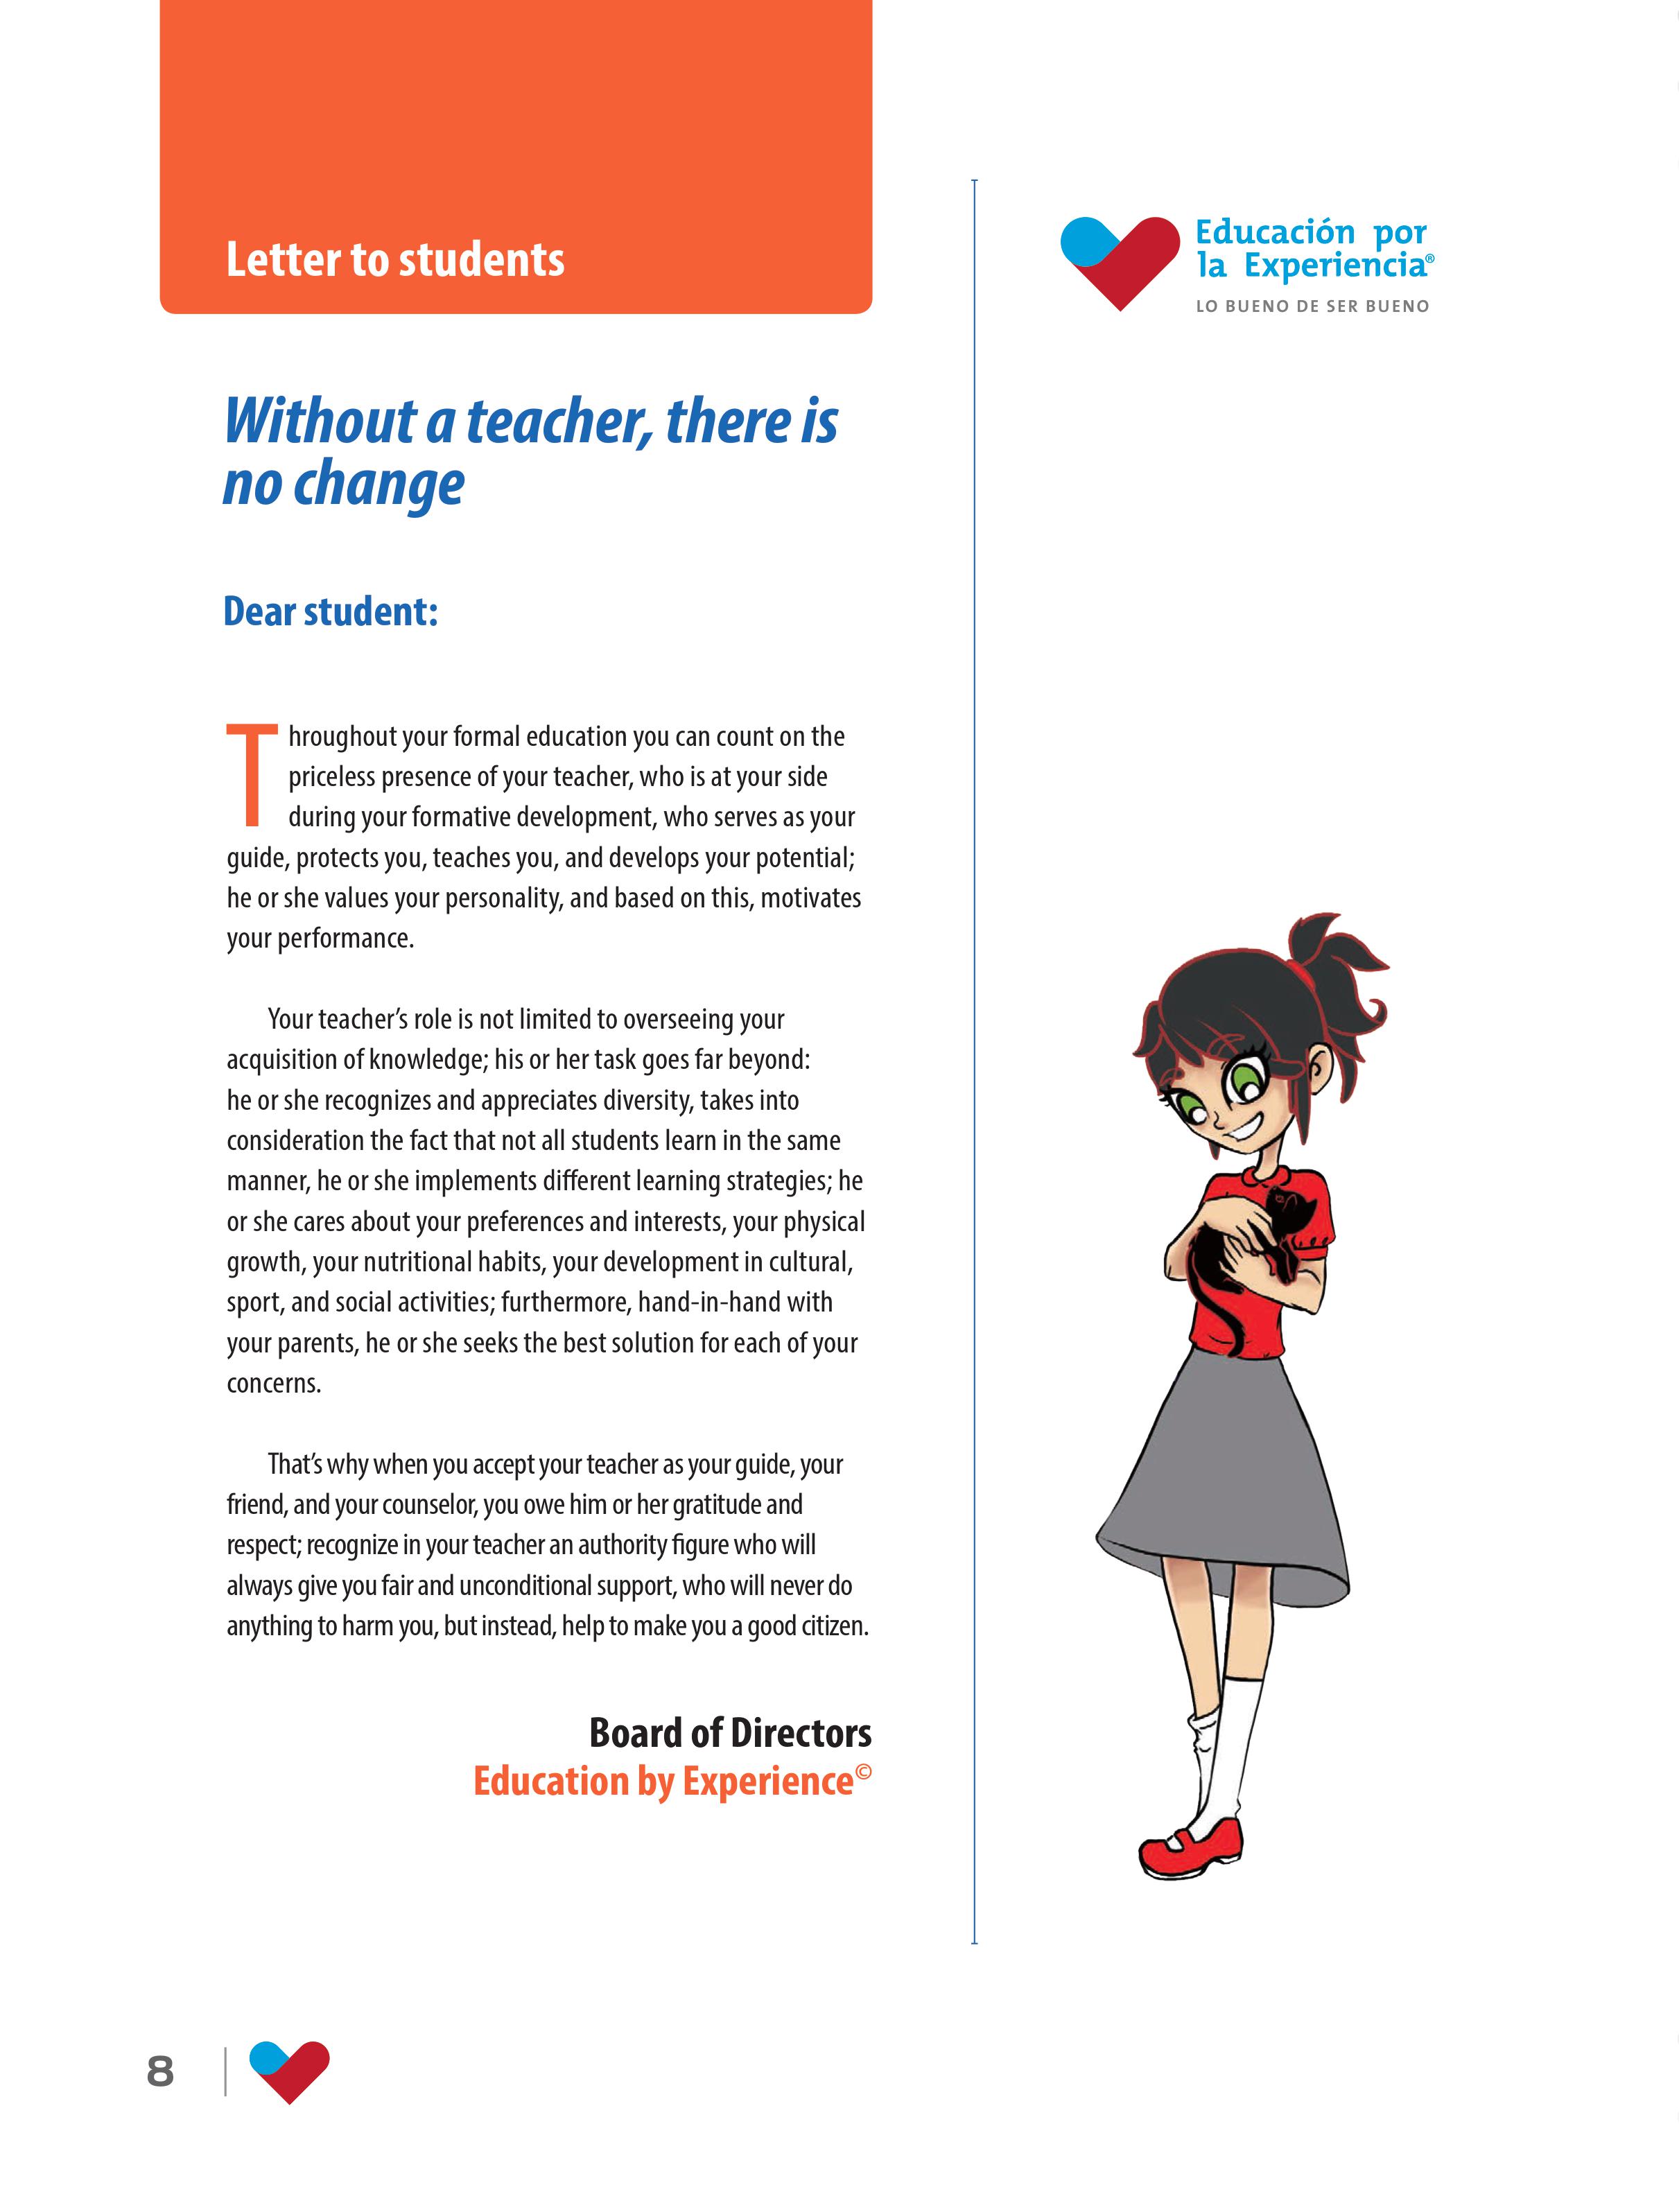 Letter to students
Educación por
la Experiencia®
LO BUENO DE SER BUENO
Without a teacher, there is
no change
Dear student:
Throughout your formal education you can count on the
priceless presence of your teacher, who is at your side
during your formative development, who serves as your
guide, protects you, teaches you, and develops your potential;
he or she values your personality, and based on this, motivates
your performance.
Your teacher’s role is not limited to overseeing your
acquisition of knowledge; his or her task goes far beyond:
he or she recognizes and appreciates diversity, takes into
consideration the fact that not all students learn in the same
manner, he or she implements different learning strategies; he
or she cares about your preferences and interests, your physical
growth, your nutritional habits, your development in cultural,
sport, and social activities; furthermore, hand-in-hand with
your parents, he or she seeks the best solution for each of your
concerns.
That’s why when you accept your teacher as your guide, your
friend, and your counselor, you owe him or her gratitude and
respect; recognize in your teacher an authority figure who will
always give you fair and unconditional support, who will never do
anything to harm you, but instead, help to make you a good citizen.
Board of Directors
Education by Experience©
8